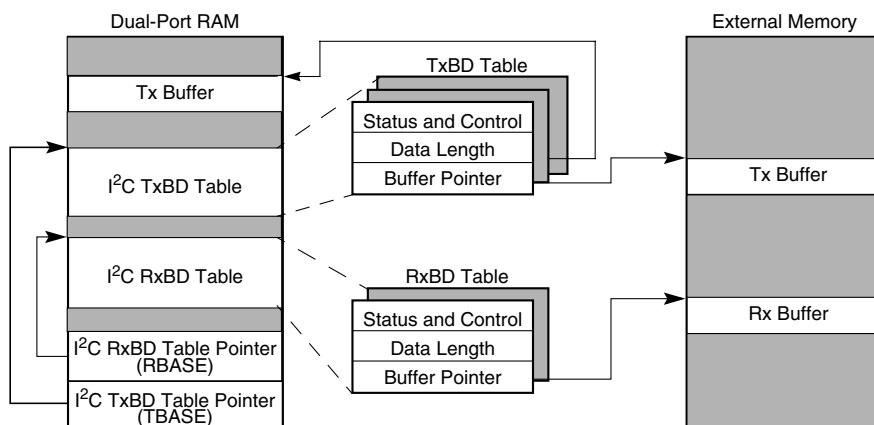 Dual-Port RAM
Tx Buffer
I²C TxBD Table
I²C RxBD Table
I²C RxBD Table Pointer
(RBASE)
I²C TxBD Table Pointer
(TBASE)
TxBD Table
Status and Control
Data Length
Buffer Pointer
RxBD Table
Status and Control
Data Length
Buffer Pointer
External Memory
Tx Buffer
Rx Buffer